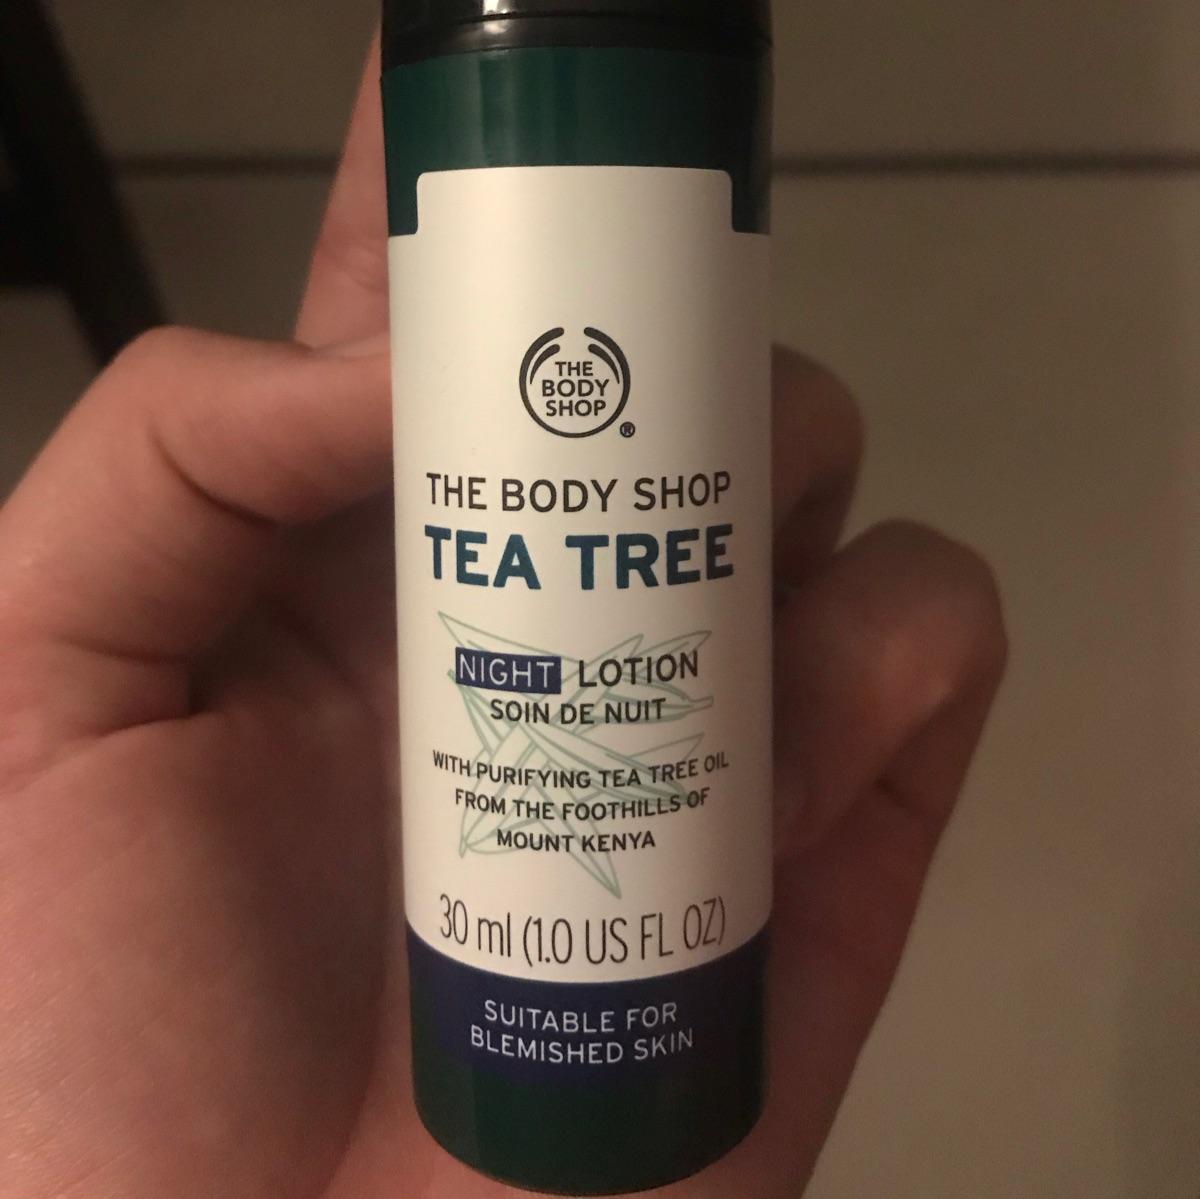 THE
BODY
SHOP
®
THE BODY SHOP
TEA TREE
NIGHT LOTION
SOIN DE NUIT
WITH PURIFYING TEA TREE OIL
FROM THE FOOTHILLS OF
MOUNT KENYA
30 ml (1.0 US FL OZ)
SUITABLE FOR
BLEMISHED SKIN